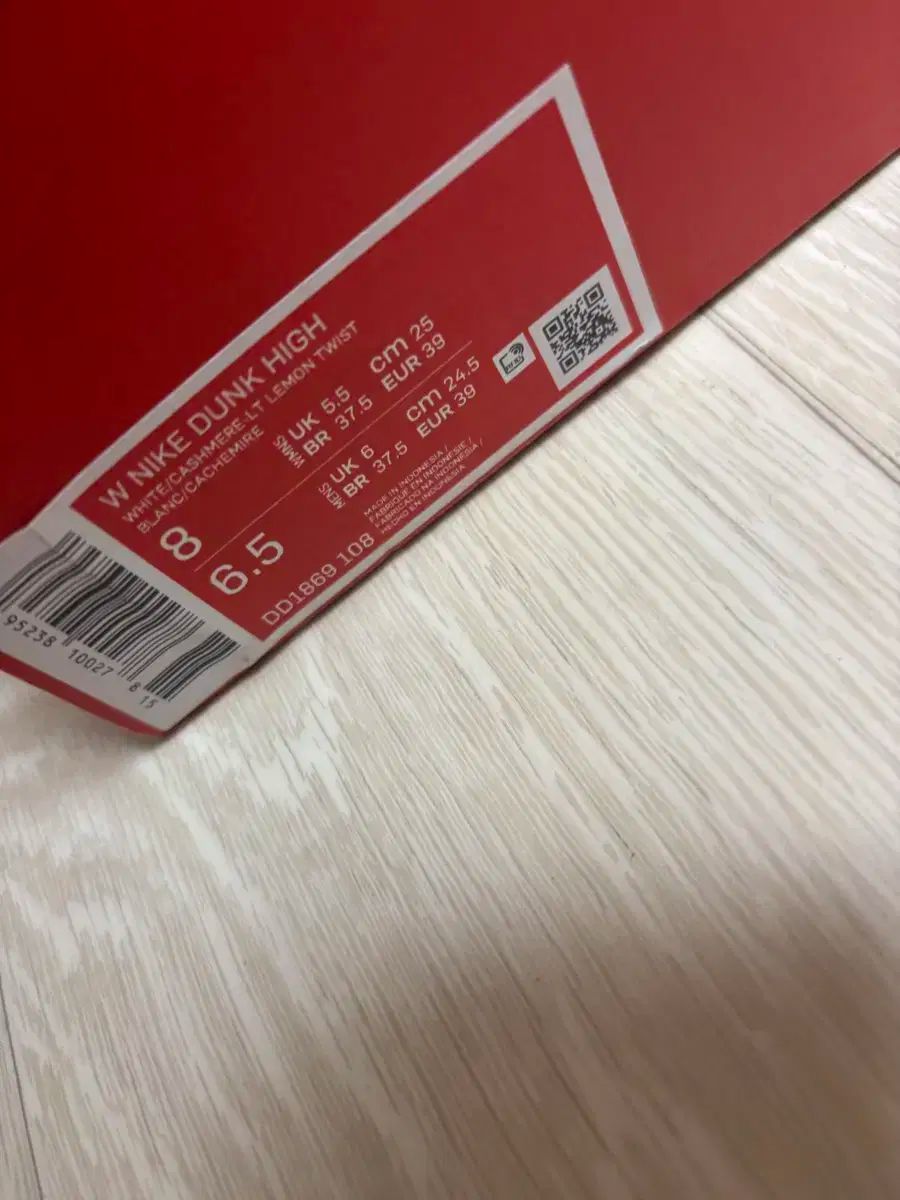 W NIKE DUNK HIGH
WHITE/CASHMERE-LT LEMON TWIST
BLANC/CACHEMIRE
8
WMNS
UK 5.5 cm 25
BR 37.5 EUR 39
6.5
MENS
UK 6 cm 24.5
BR 37.5 EUR 39
DD1869 108
MADE IN INDONESIA /
FABRIQUE EN INDONESIE /
FABRICADO NA INDONESIA /
HECHO EN INDONESIA
95238 10027 8 15